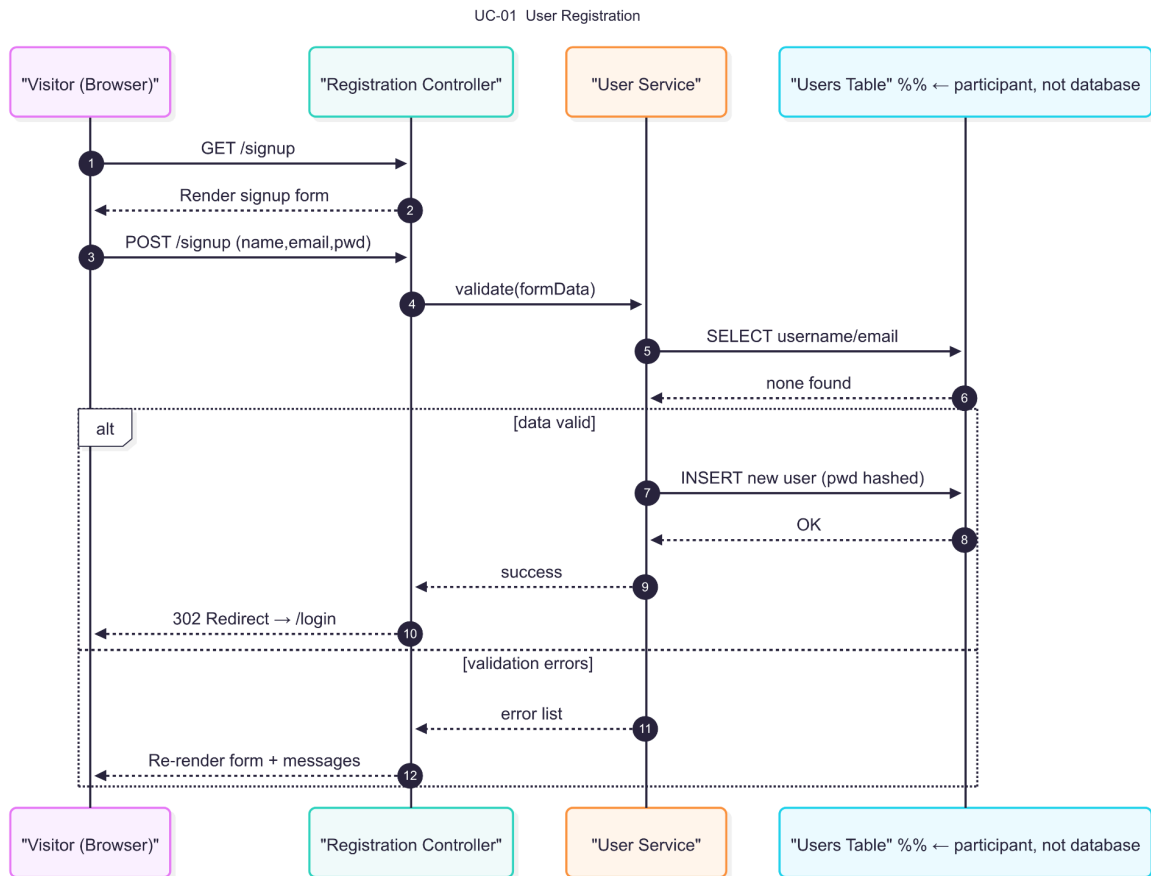 UC-01 User Registration
"Visitor (Browser)"
"Registration Controller"
"User Service"
"Users Table" %% ← participant, not database
GET /signup
1
Render signup form
2
POST /signup (name,email,pwd)
3
validate(formData)
4
SELECT username/email
5
none found
6
alt
[data valid]
INSERT new user (pwd hashed)
7
OK
8
success
9
302 Redirect → /login
10
[validation errors]
error list
11
Re-render form + messages
12
"Visitor (Browser)"
"Registration Controller"
"User Service"
"Users Table" %% ← participant, not database